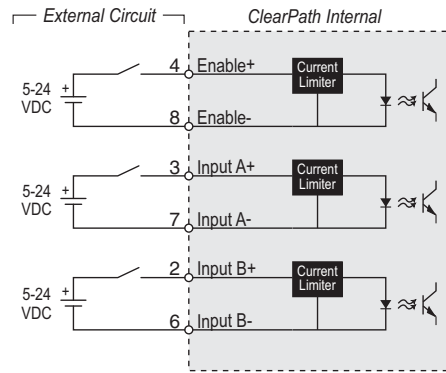 External Circuit
ClearPath Internal
4 Enable+
Current
Limiter
5-24
VDC
+
8 Enable-
3 Input A+
Current
Limiter
5-24
VDC
+
7 Input A-
2 Input B+
Current
Limiter
5-24
VDC
+
6 Input B-